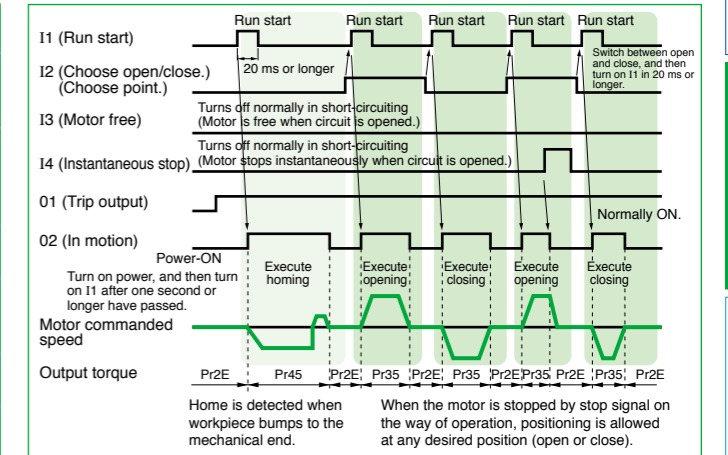 Run start Run start Run start Run start Run start
I1 (Run start)
20 ms or longer
Switch between open
and close, and then
turn on I1 in 20 ms or
longer.
I2 (Choose open/close.)
(Choose point.)
Turns off normally in short-circuiting
I3 (Motor free)
(Motor is free when circuit is opened.)
Turns off normally in short-circuiting
I4 (Instantaneous stop)
(Motor stops instantaneously when circuit is opened.)
01 (Trip output)
Normally ON.
02 (In motion)
Power-ON
Turn on power, and then turn
on I1 after one second or
longer have passed.
Execute
homing
Execute
opening
Execute
closing
Execute
opening
Execute
closing
Motor commanded
speed
Output torque
Pr2E Pr45 Pr2E Pr35 Pr2E Pr35 Pr2E Pr35 Pr2E Pr35 Pr2E
Home is detected when
workpiece bumps to the
mechanical end.
When the motor is stopped by stop signal on
the way of operation, positioning is allowed
at any desired position (open or close).